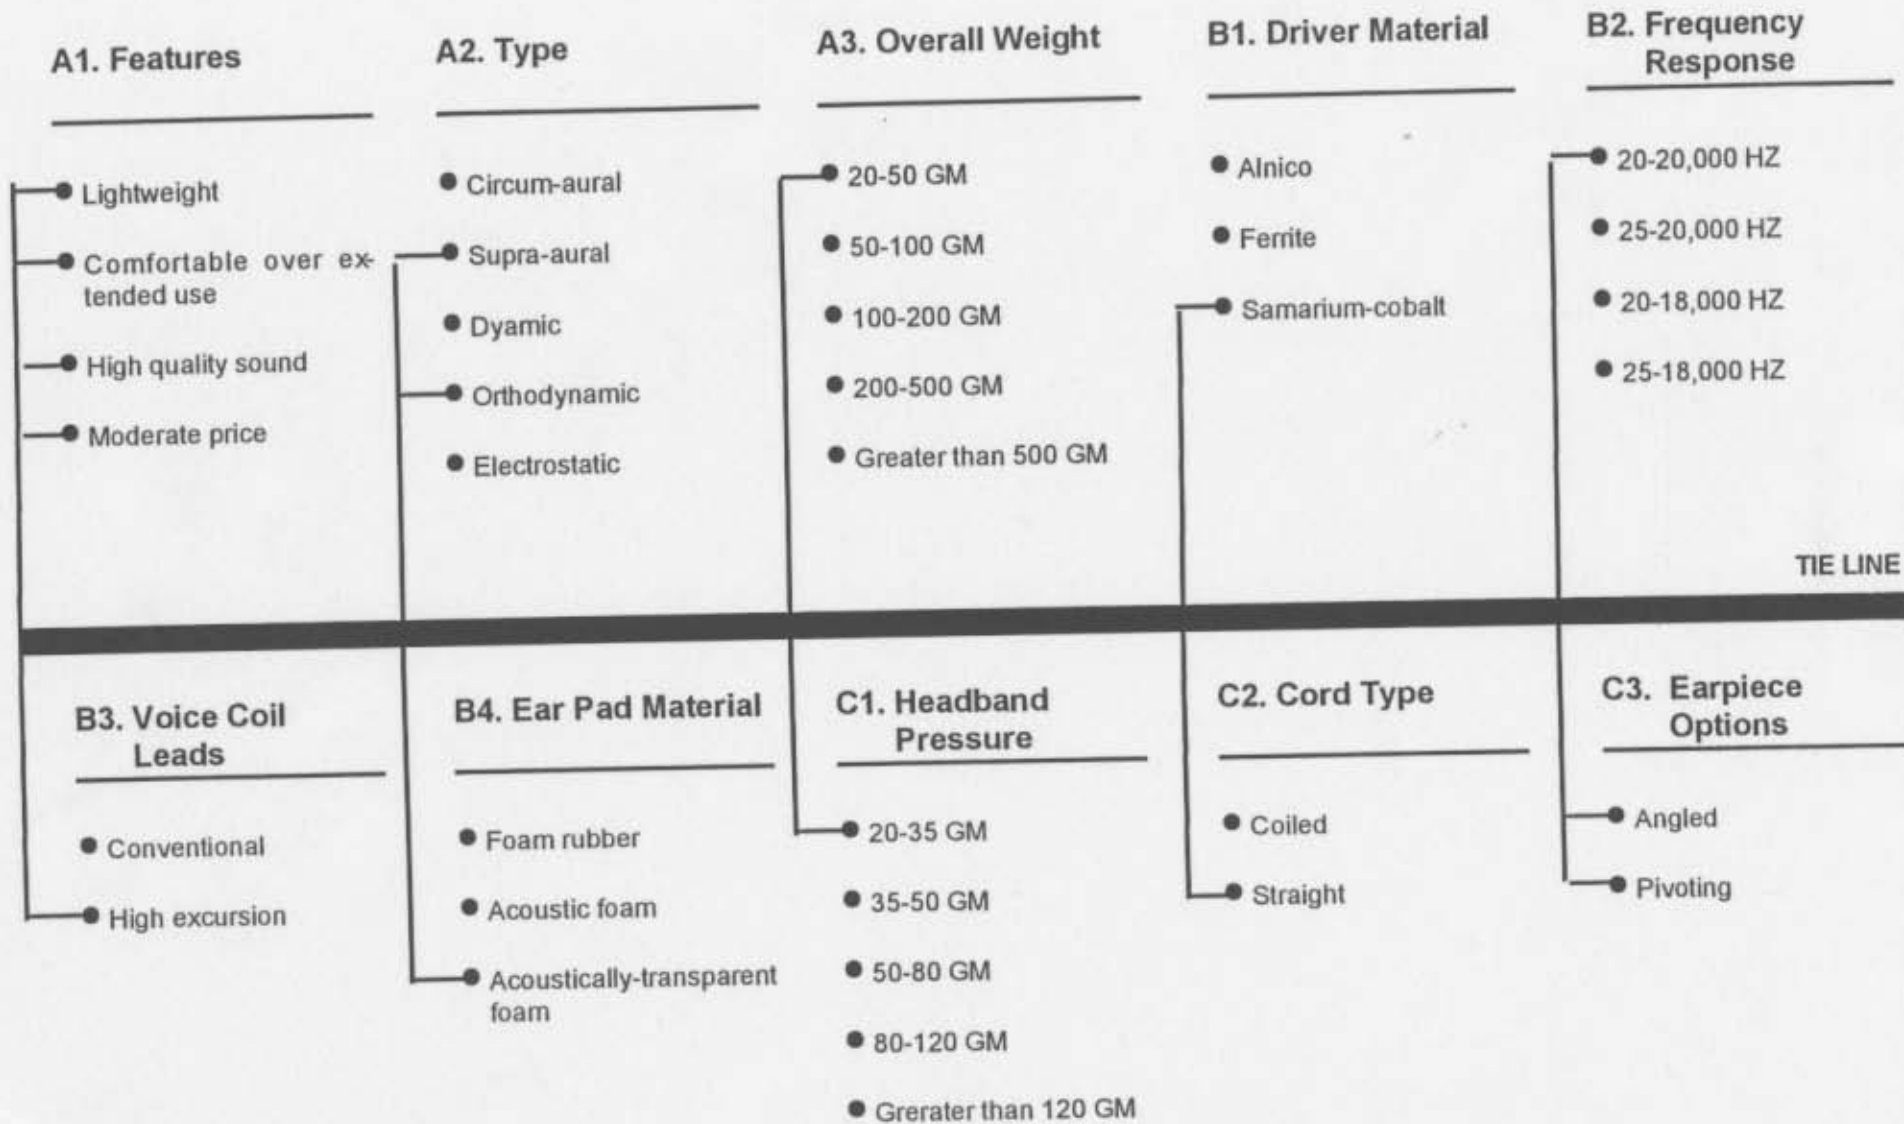 A1. Features
Lightweight
Comfortable over ex-
tended use
High quality sound
Moderate price
A2. Type
Circum-aural
Supra-aural
Dyamic
Orthodynamic
Electrostatic
A3. Overall Weight
20-50 GM
50-100 GM
100-200 GM
200-500 GM
Greater than 500 GM
B1. Driver Material
Alnico
Ferrite
Samarium-cobalt
B2. Frequency
Response
20-20,000 HZ
25-20,000 HZ
20-18,000 HZ
25-18,000 HZ
TIE LINE
B3. Voice Coil
Leads
Conventional
High excursion
B4. Ear Pad Material
Foam rubber
Acoustic foam
Acoustically-transparent
foam
C1. Headband
Pressure
20-35 GM
35-50 GM
50-80 GM
80-120 GM
Grerater than 120 GM
C2. Cord Type
Coiled
Straight
C3. Earpiece
Options
Angled
Pivoting